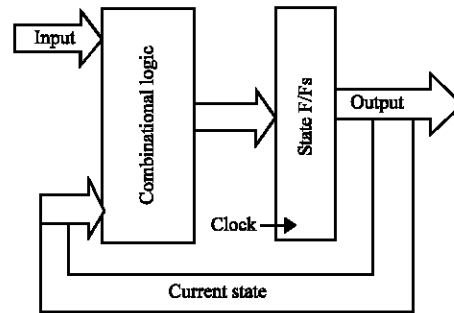 Input
Combinational logic
State F/Fs
Output
Clock
Current state